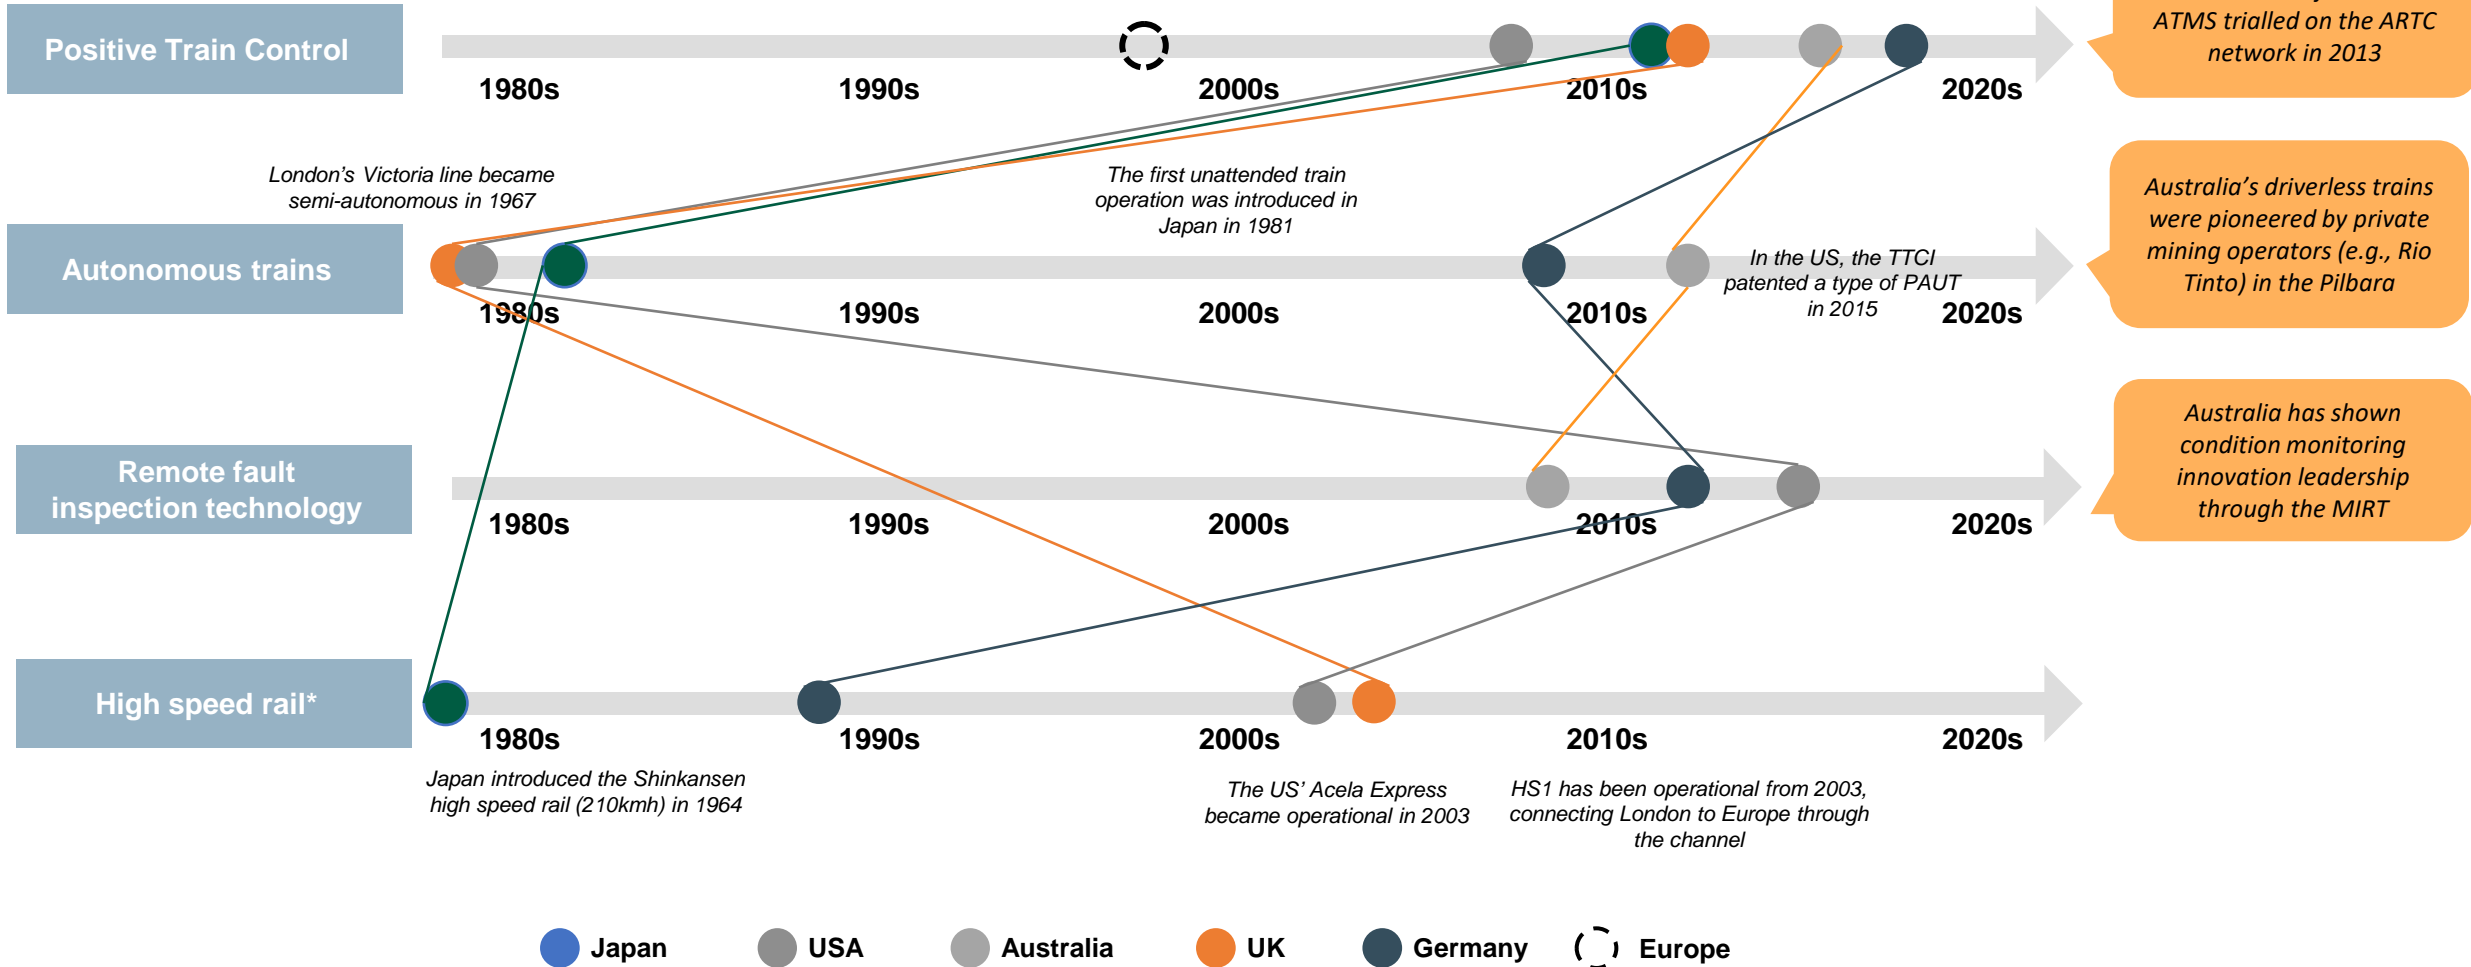 Positive Train Control
1980s
1990s
2000s
2010s
2020s
ATMS trialled on the ARTC
network in 2013
London's Victoria line became
semi-autonomous in 1967
The first unattended train
operation was introduced in
Japan in 1981
Autonomous trains
1980s
1990s
2000s
2010s
2020s
In the US, the TTCI
patented a type of PAUT
in 2015
Australia's driverless trains
were pioneered by private
mining operators (e.g., Rio
Tinto) in the Pilbara
Remote fault
inspection technology
1980s
1990s
2000s
2010s
2020s
Australia has shown
condition monitoring
innovation leadership
through the MIRT
High speed rail*
1980s
1990s
2000s
2010s
2020s
Japan introduced the Shinkansen
high speed rail (210kmh) in 1964
The US' Acela Express
became operational in 2003
HS1 has been operational from 2003,
connecting London to Europe through
the channel
Japan
USA
Australia
UK
Germany
Europe